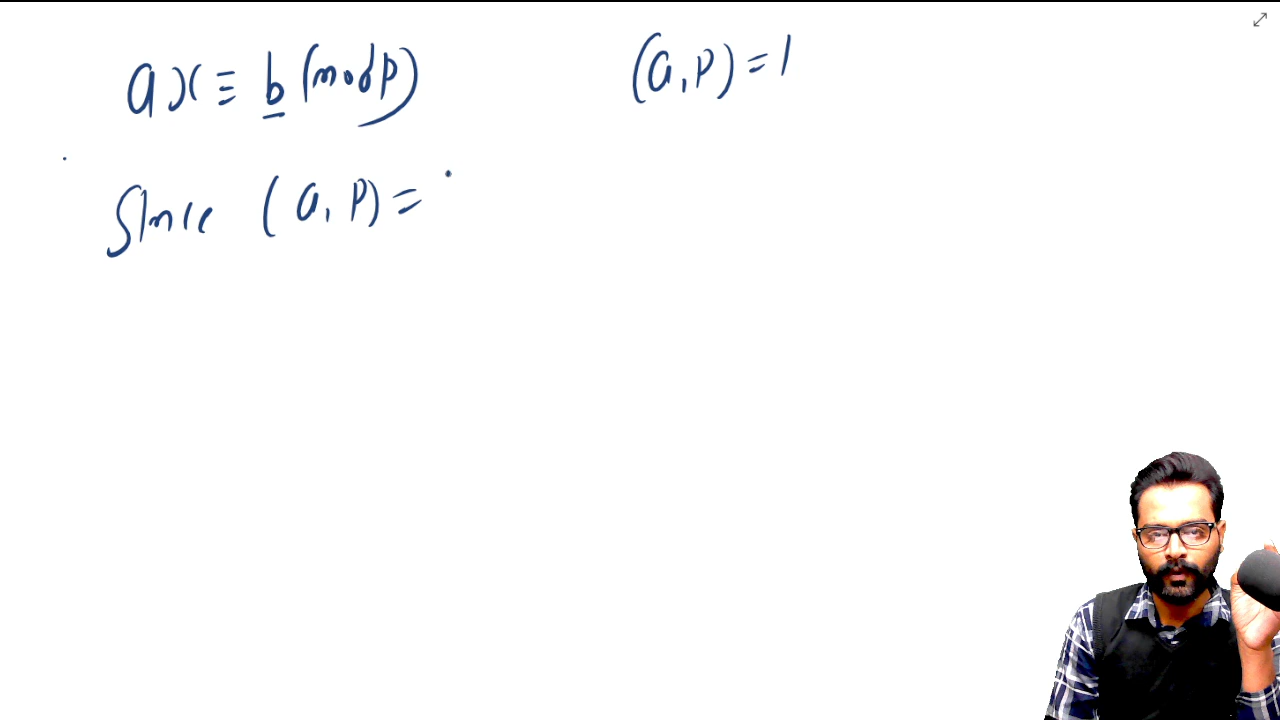 ax ≡ b (mod p) (a, p) = 1
Since (a, p) =